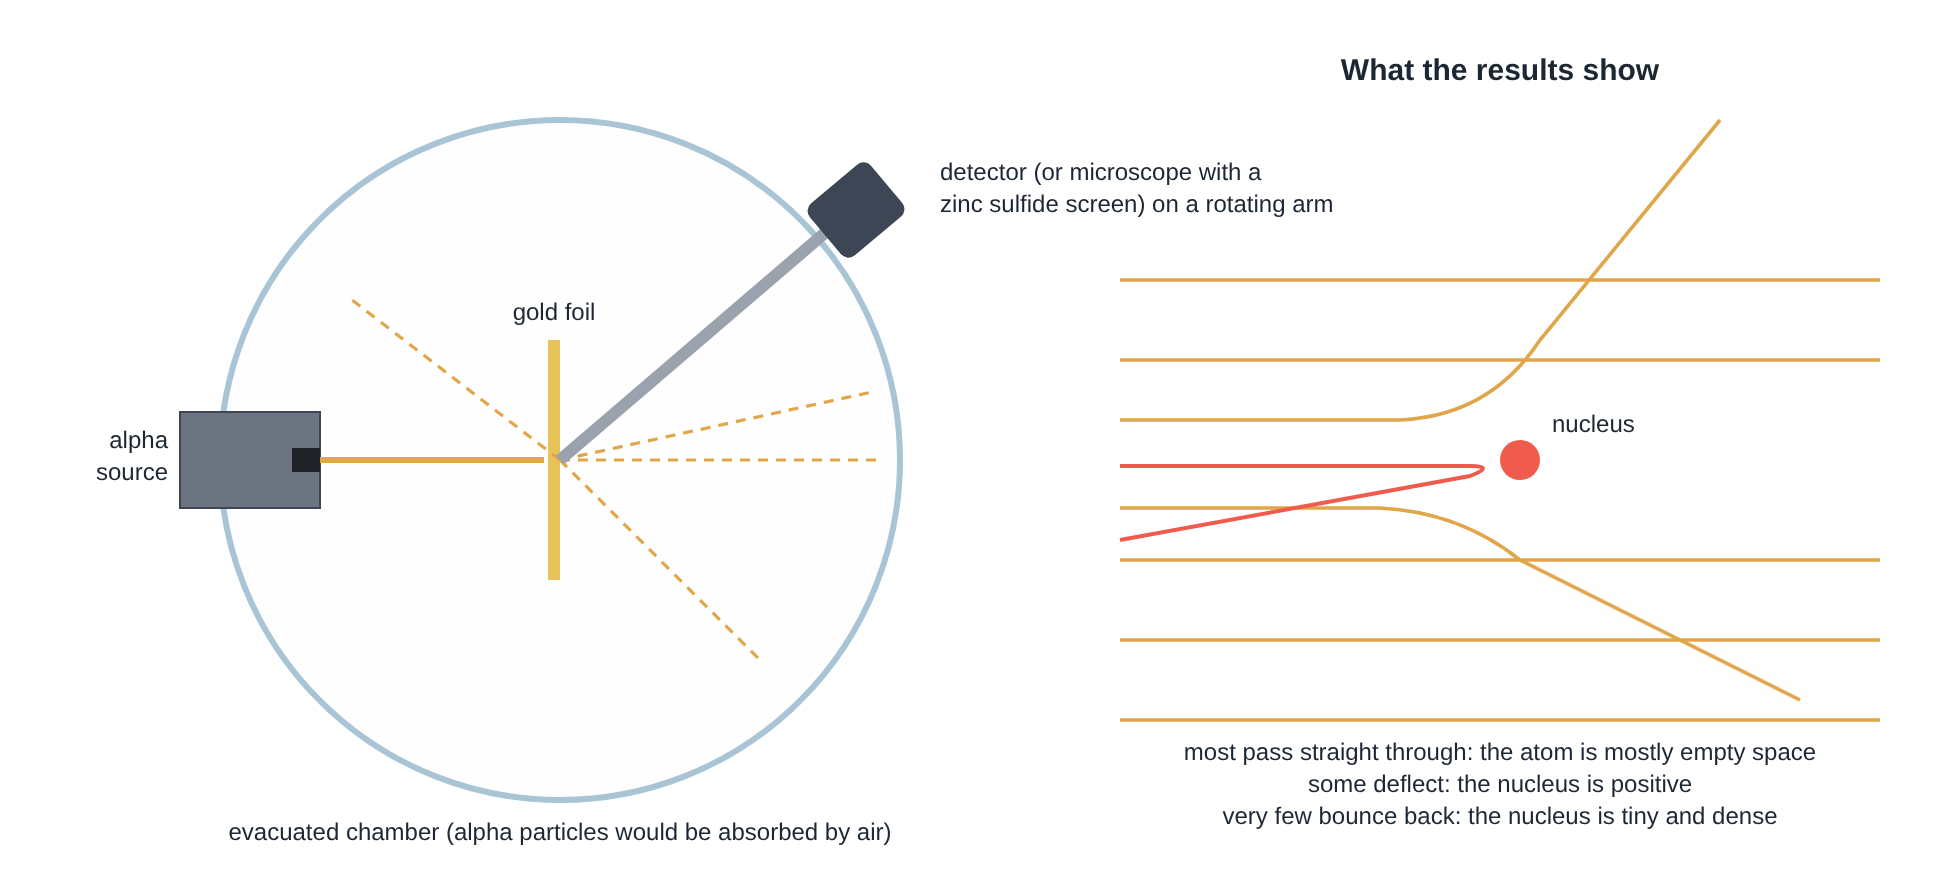 What the results show
detector (or microscope with a
zinc sulfide screen) on a rotating arm
gold foil
alpha
source
nucleus
most pass straight through: the atom is mostly empty space
some deflect: the nucleus is positive
very few bounce back: the nucleus is tiny and dense
evacuated chamber (alpha particles would be absorbed by air)